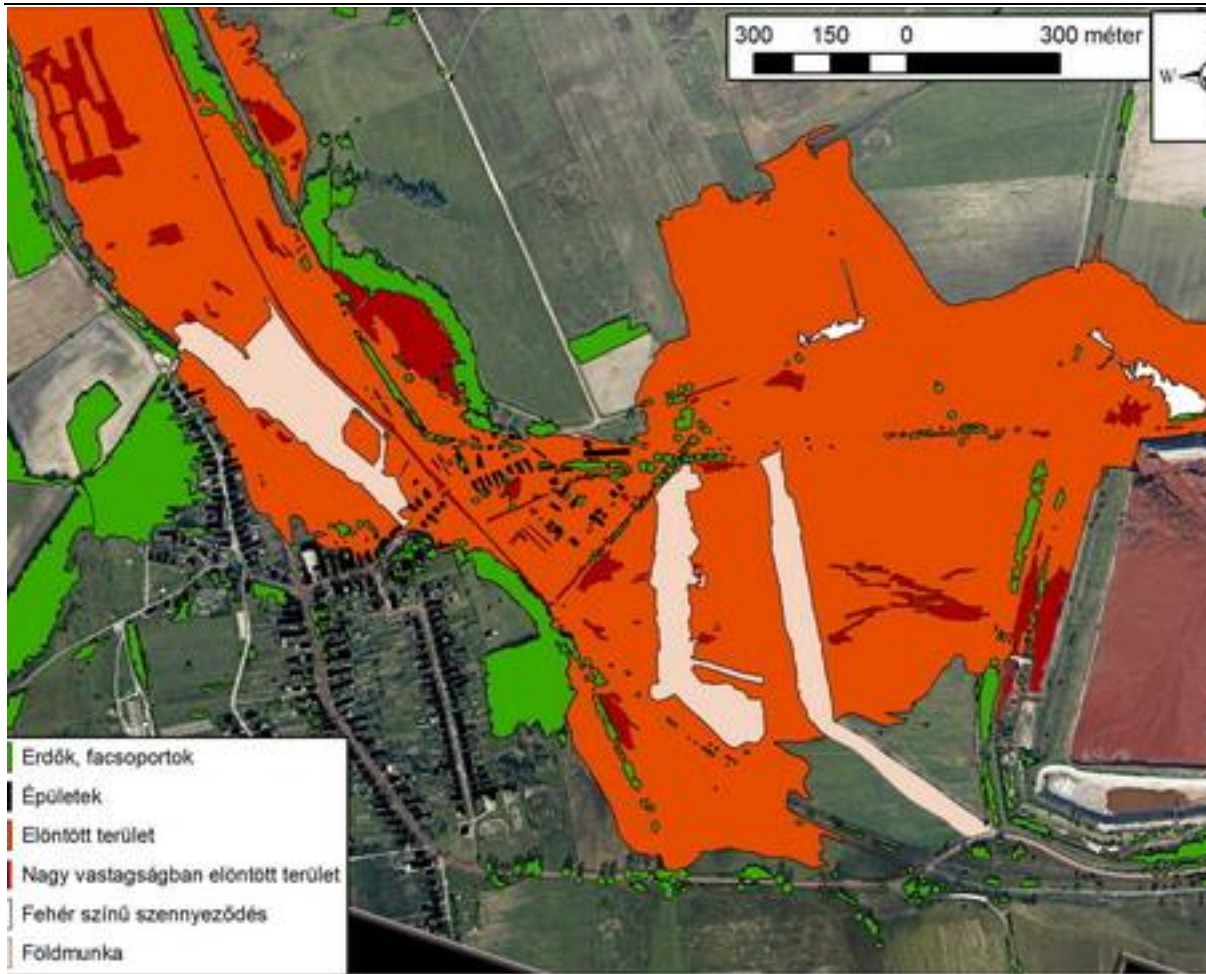 300 150 0 300 méter
W
Erdők, facsoportok
Épületek
Elöntött terület
Nagy vastagságban elöntött terület
Fehér színű szennyeződés
Földmunka